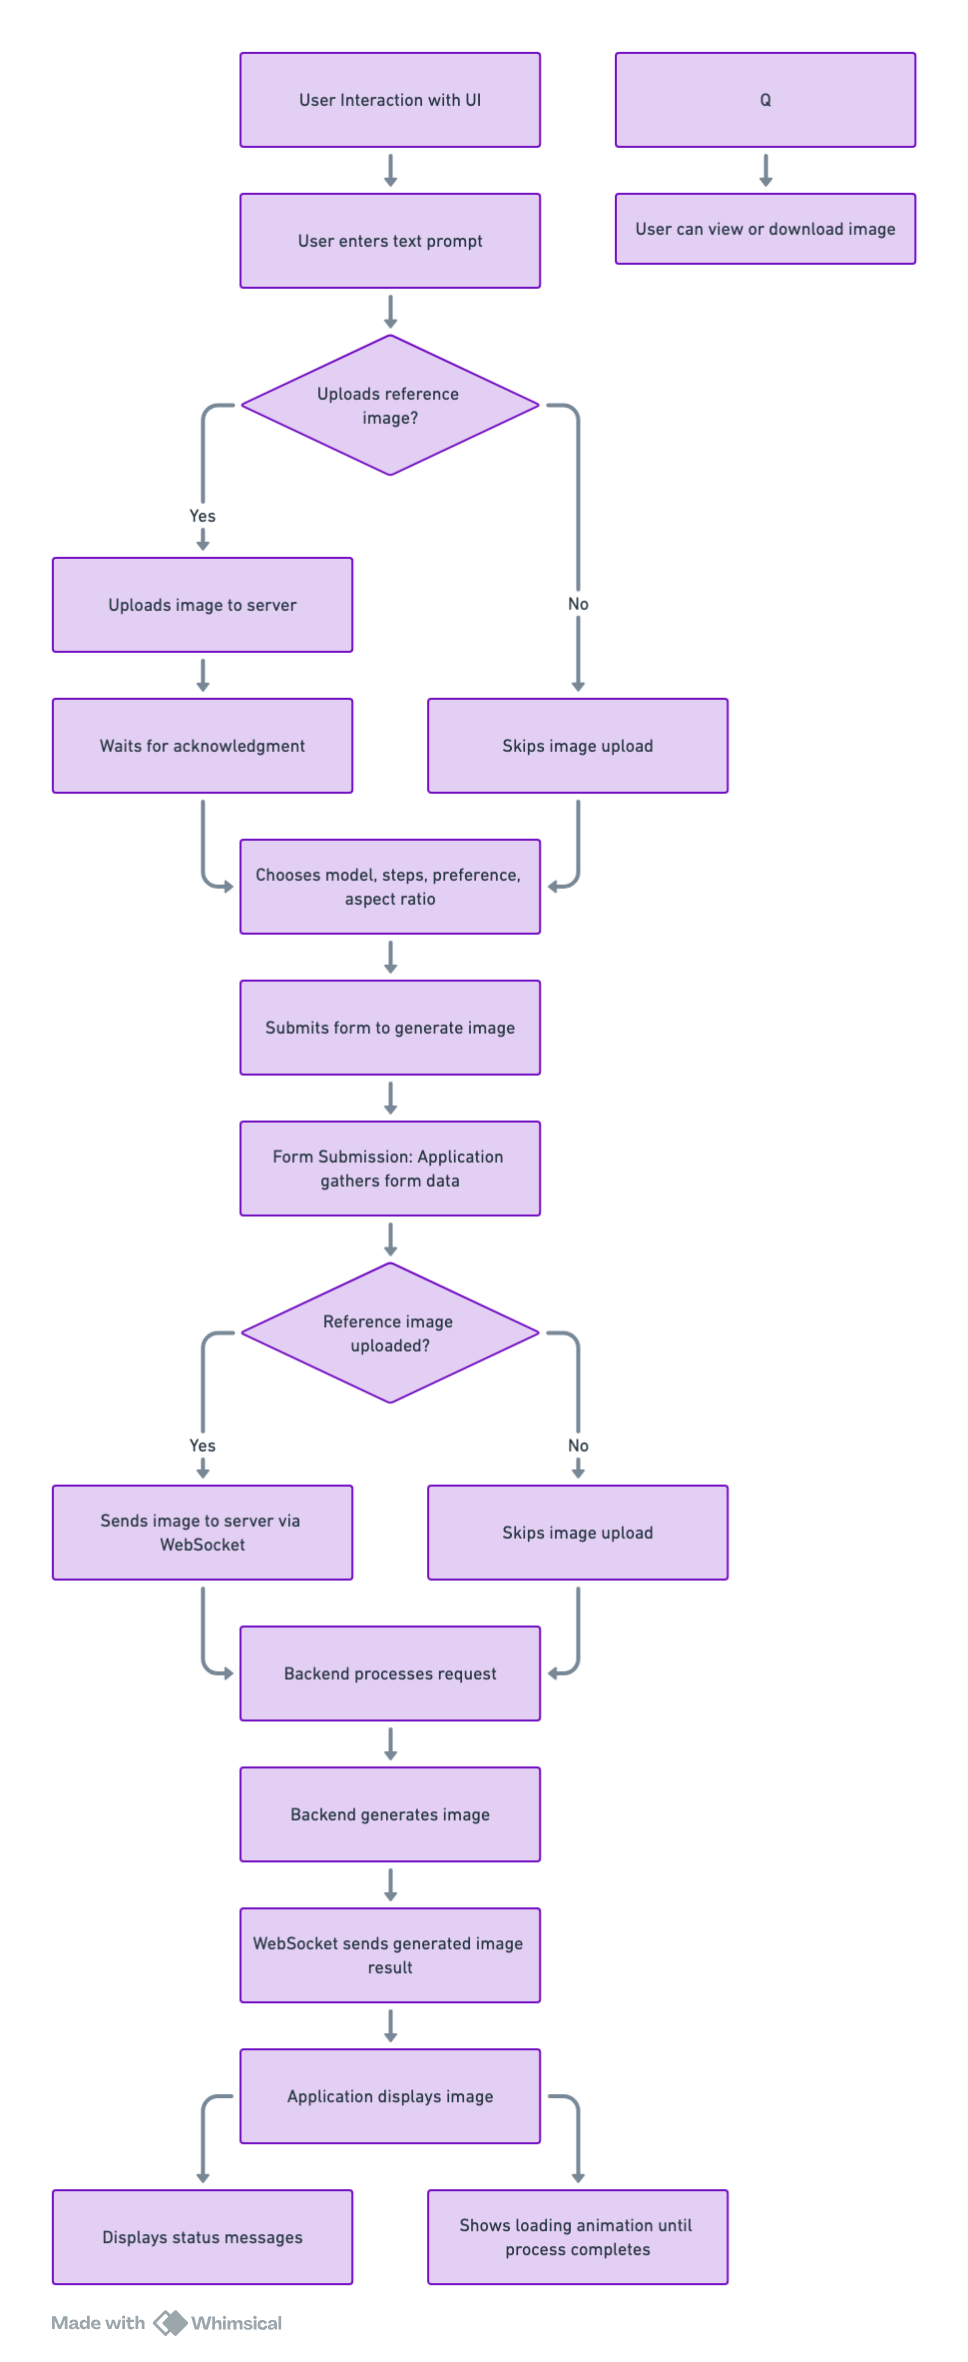 User Interaction with UI
Q
User enters text prompt
User can view or download image
Uploads reference
image?
Yes
Uploads image to server
No
Waits for acknowledgment
Skips image upload
Chooses model, steps, preference,
aspect ratio
Submits form to generate image
Form Submission: Application
gathers form data
Reference image
uploaded?
Yes
No
Sends image to server via
WebSocket
Skips image upload
Backend processes request
Backend generates image
WebSocket sends generated image
result
Application displays image
Displays status messages
Shows loading animation until
process completes
Made with Whimsical